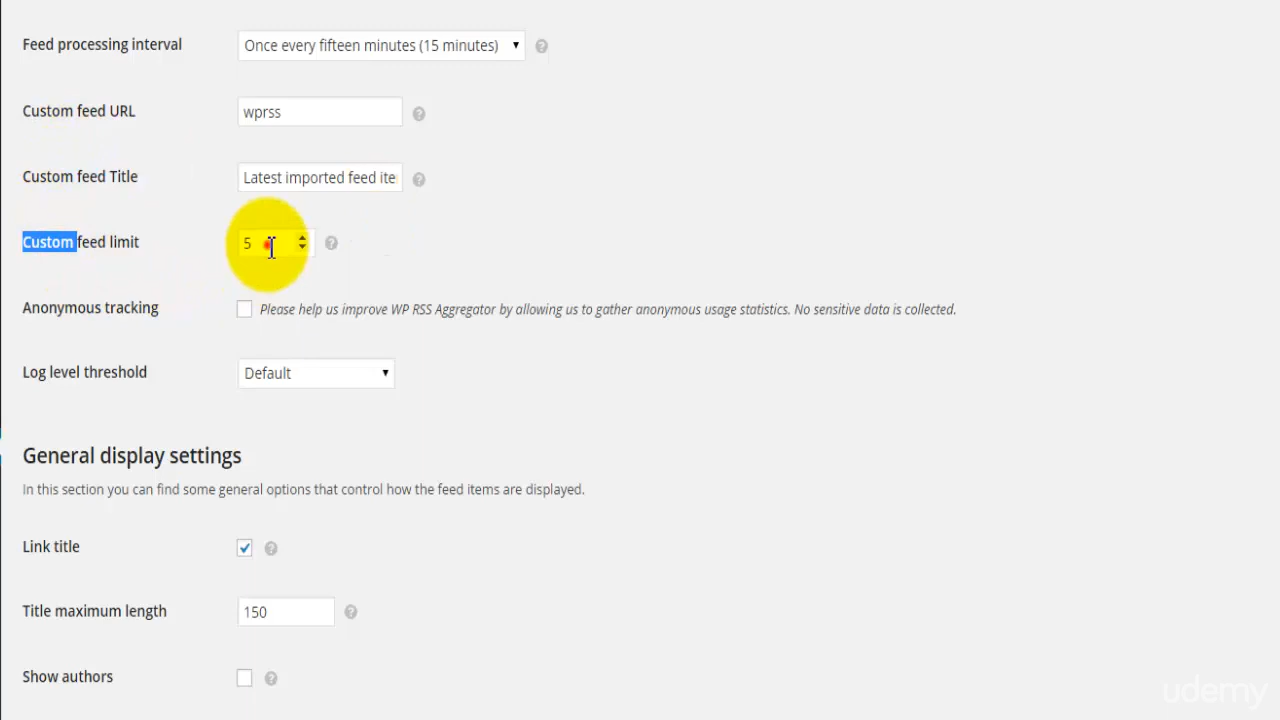 Feed processing interval
Once every fifteen minutes (15 minutes)
Custom feed URL
wprss
Custom feed Title
Latest imported feed ite
Custom feed limit
5
Anonymous tracking
Please help us improve WP RSS Aggregator by allowing us to gather anonymous usage statistics. No sensitive data is collected.
Log level threshold
Default
General display settings
In this section you can find some general options that control how the feed items are displayed.
Link title
Title maximum length
150
Show authors
udemy